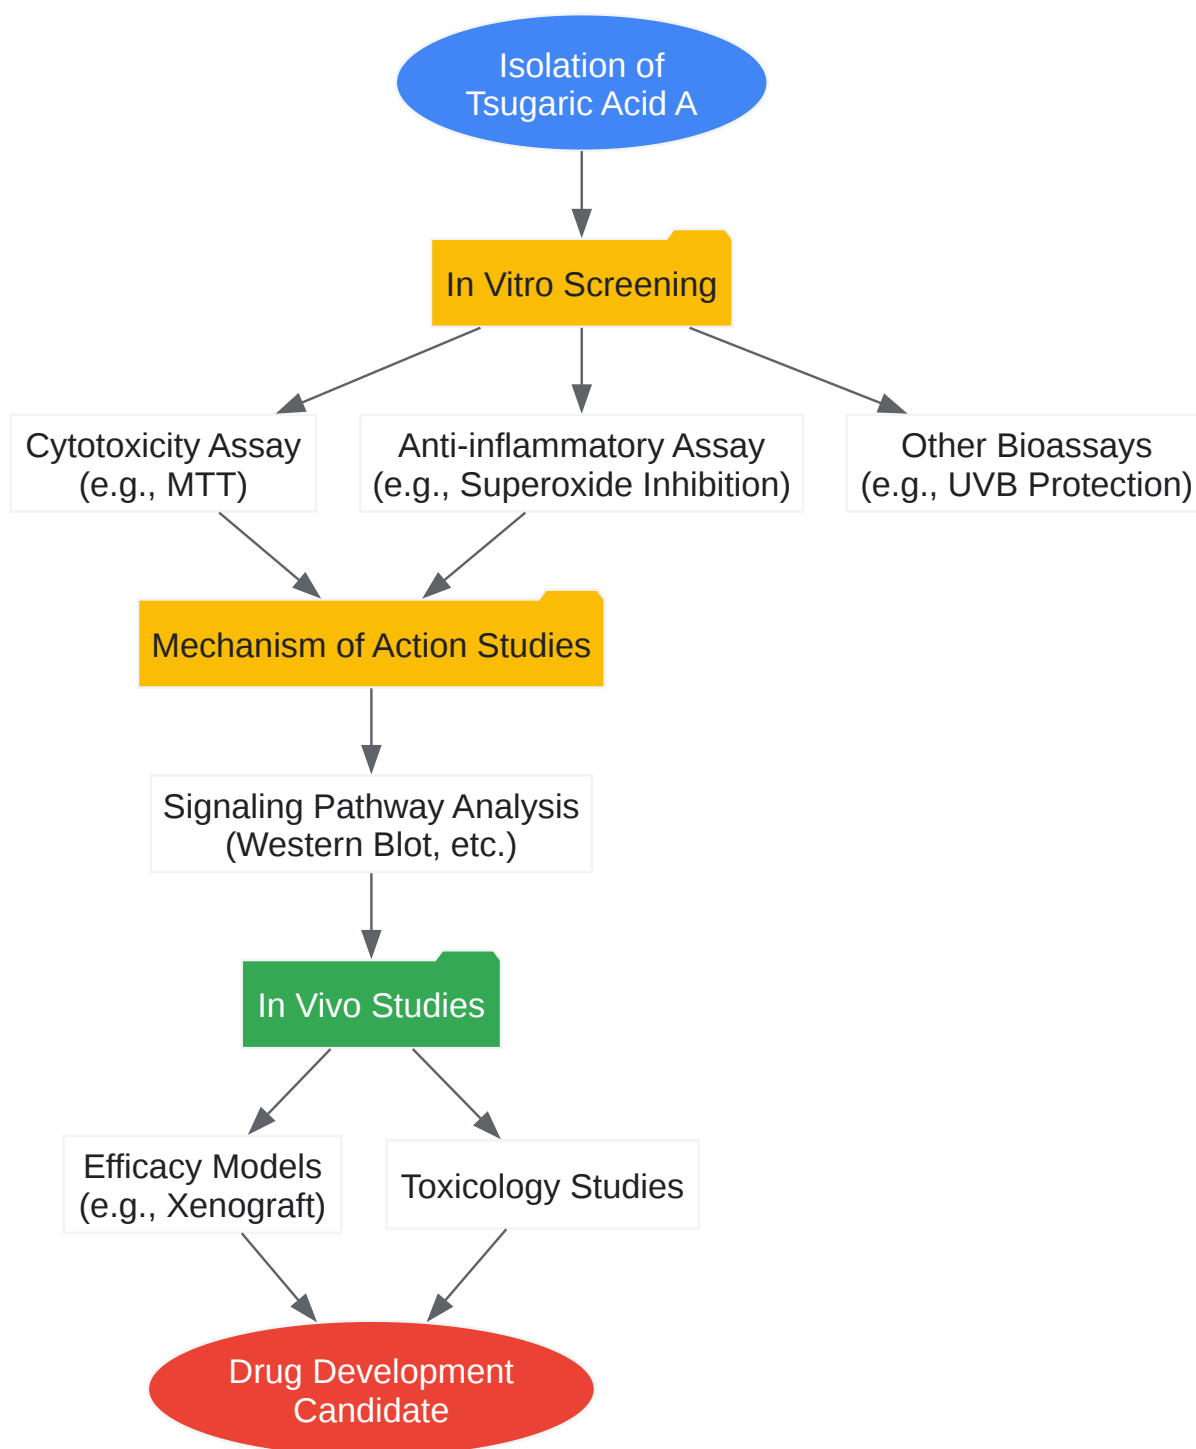 Isolation of
Tsugaric Acid A
In Vitro Screening
Cytotoxicity Assay
(e.g., MTT)
Anti-inflammatory Assay
(e.g., Superoxide Inhibition)
Other Bioassays
(e.g., UVB Protection)
Mechanism of Action Studies
Signaling Pathway Analysis
(Western Blot, etc.)
In Vivo Studies
Efficacy Models
(e.g., Xenograft)
Toxicology Studies
Drug Development
Candidate